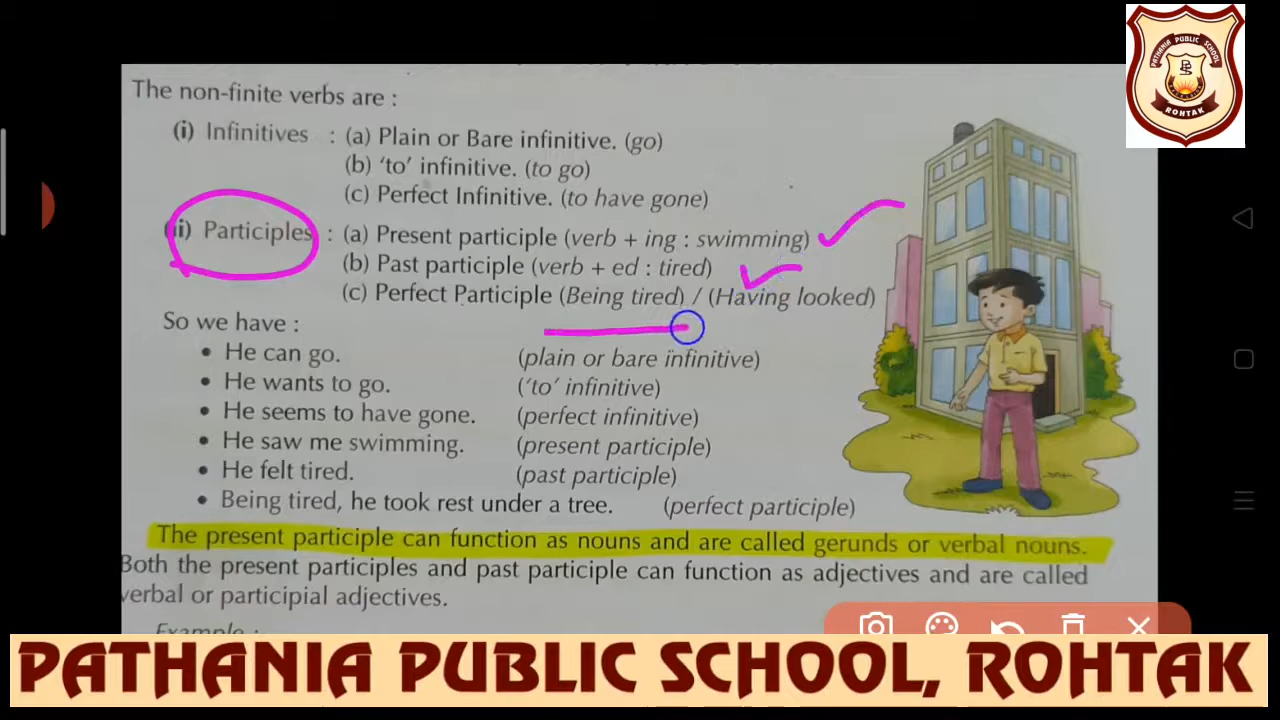 PATHANIA PUBLIC SCHOOL
ROHTAK
The non-finite verbs are :
(i) Infinitives : (a) Plain or Bare infinitive. (go)
(b) ‘to’ infinitive. (to go)
(c) Perfect Infinitive. (to have gone)
(ii) Participles : (a) Present participle (verb + ing : swimming)
(b) Past participle (verb + ed : tired)
(c) Perfect Participle (Being tired) / (Having looked)
So we have :
• He can go. (plain or bare infinitive)
• He wants to go. (‘to’ infinitive)
• He seems to have gone. (perfect infinitive)
• He saw me swimming. (present participle)
• He felt tired. (past participle)
• Being tired, he took rest under a tree. (perfect participle)
The present participle can function as nouns and are called gerunds or verbal nouns.
Both the present participles and past participle can function as adjectives and are called
verbal or participial adjectives.
Example :
PATHANIA PUBLIC SCHOOL, ROHTAK